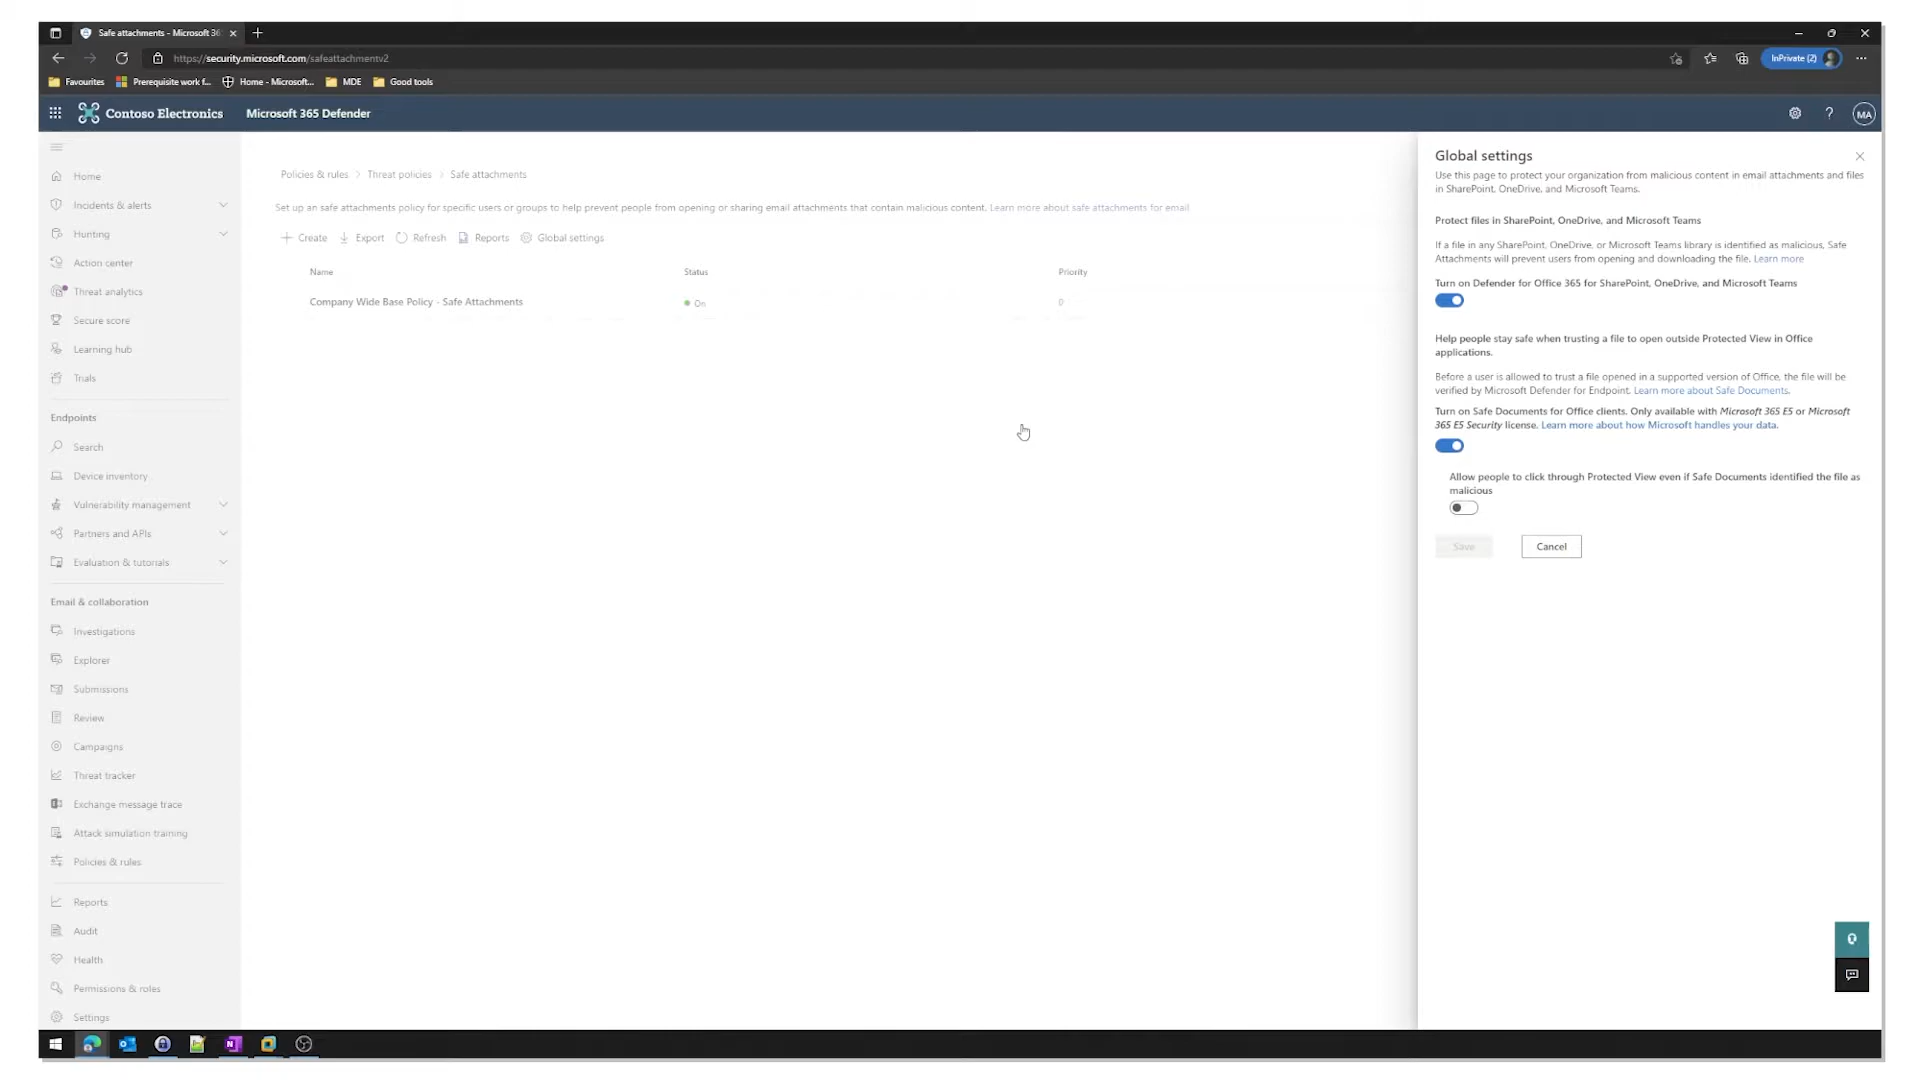 Safe attachments - Microsoft 36
https://security.microsoft.com/safeattachmentv2
InPrivate (2)
Favourites
Prerequisite work f...
Home - Microsoft...
MDE
Good tools
Contoso Electronics
Microsoft 365 Defender
?
MA
Home
Incidents & alerts
Hunting
Action center
Threat analytics
Secure score
Learning hub
Trials
Endpoints
Search
Device inventory
Vulnerability management
Partners and APIs
Evaluation & tutorials
Email & collaboration
Investigations
Explorer
Submissions
Review
Campaigns
Threat tracker
Exchange message trace
Attack simulation training
Policies & rules
Reports
Audit
Health
Permissions & roles
Settings
Policies & rules > Threat policies > Safe attachments
Set up an safe attachments policy for specific users or groups to help prevent people from opening or sharing email attachments that contain malicious content. Learn more about safe attachments for email
Create
Export
Refresh
Reports
Global settings
Name
Status
Priority
Company Wide Base Policy - Safe Attachments
On
0
Global settings
Use this page to protect your organization from malicious content in email attachments and files
in SharePoint, OneDrive, and Microsoft Teams.
Protect files in SharePoint, OneDrive, and Microsoft Teams
If a file in any SharePoint, OneDrive, or Microsoft Teams library is identified as malicious, Safe
Attachments will prevent users from opening and downloading the file. Learn more
Turn on Defender for Office 365 for SharePoint, OneDrive, and Microsoft Teams
Help people stay safe when trusting a file to open outside Protected View in Office
applications.
Before a user is allowed to trust a file opened in a supported version of Office, the file will be
verified by Microsoft Defender for Endpoint. Learn more about Safe Documents.
Turn on Safe Documents for Office clients. Only available with Microsoft 365 E5 or Microsoft
365 E5 Security license. Learn more about how Microsoft handles your data.
Allow people to click through Protected View even if Safe Documents identified the file as
malicious
Save
Cancel